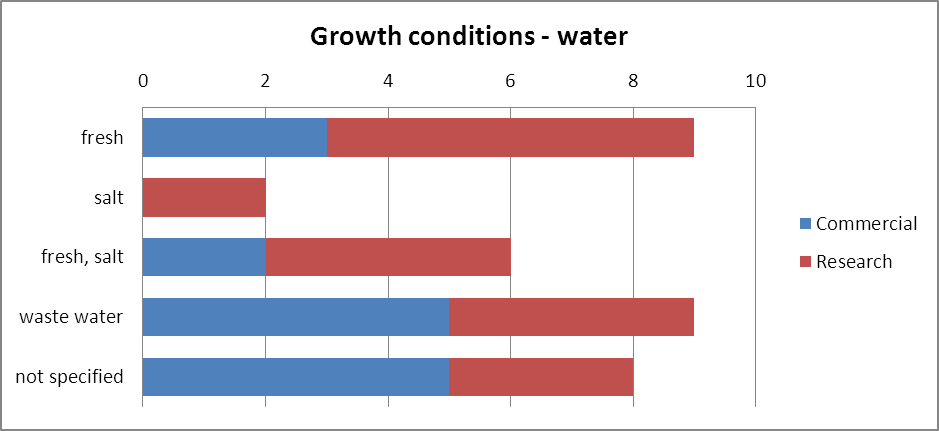 Growth conditions - water
0 2 4 6 8 10
fresh
salt
fresh, salt
waste water
not specified
Commercial
Research